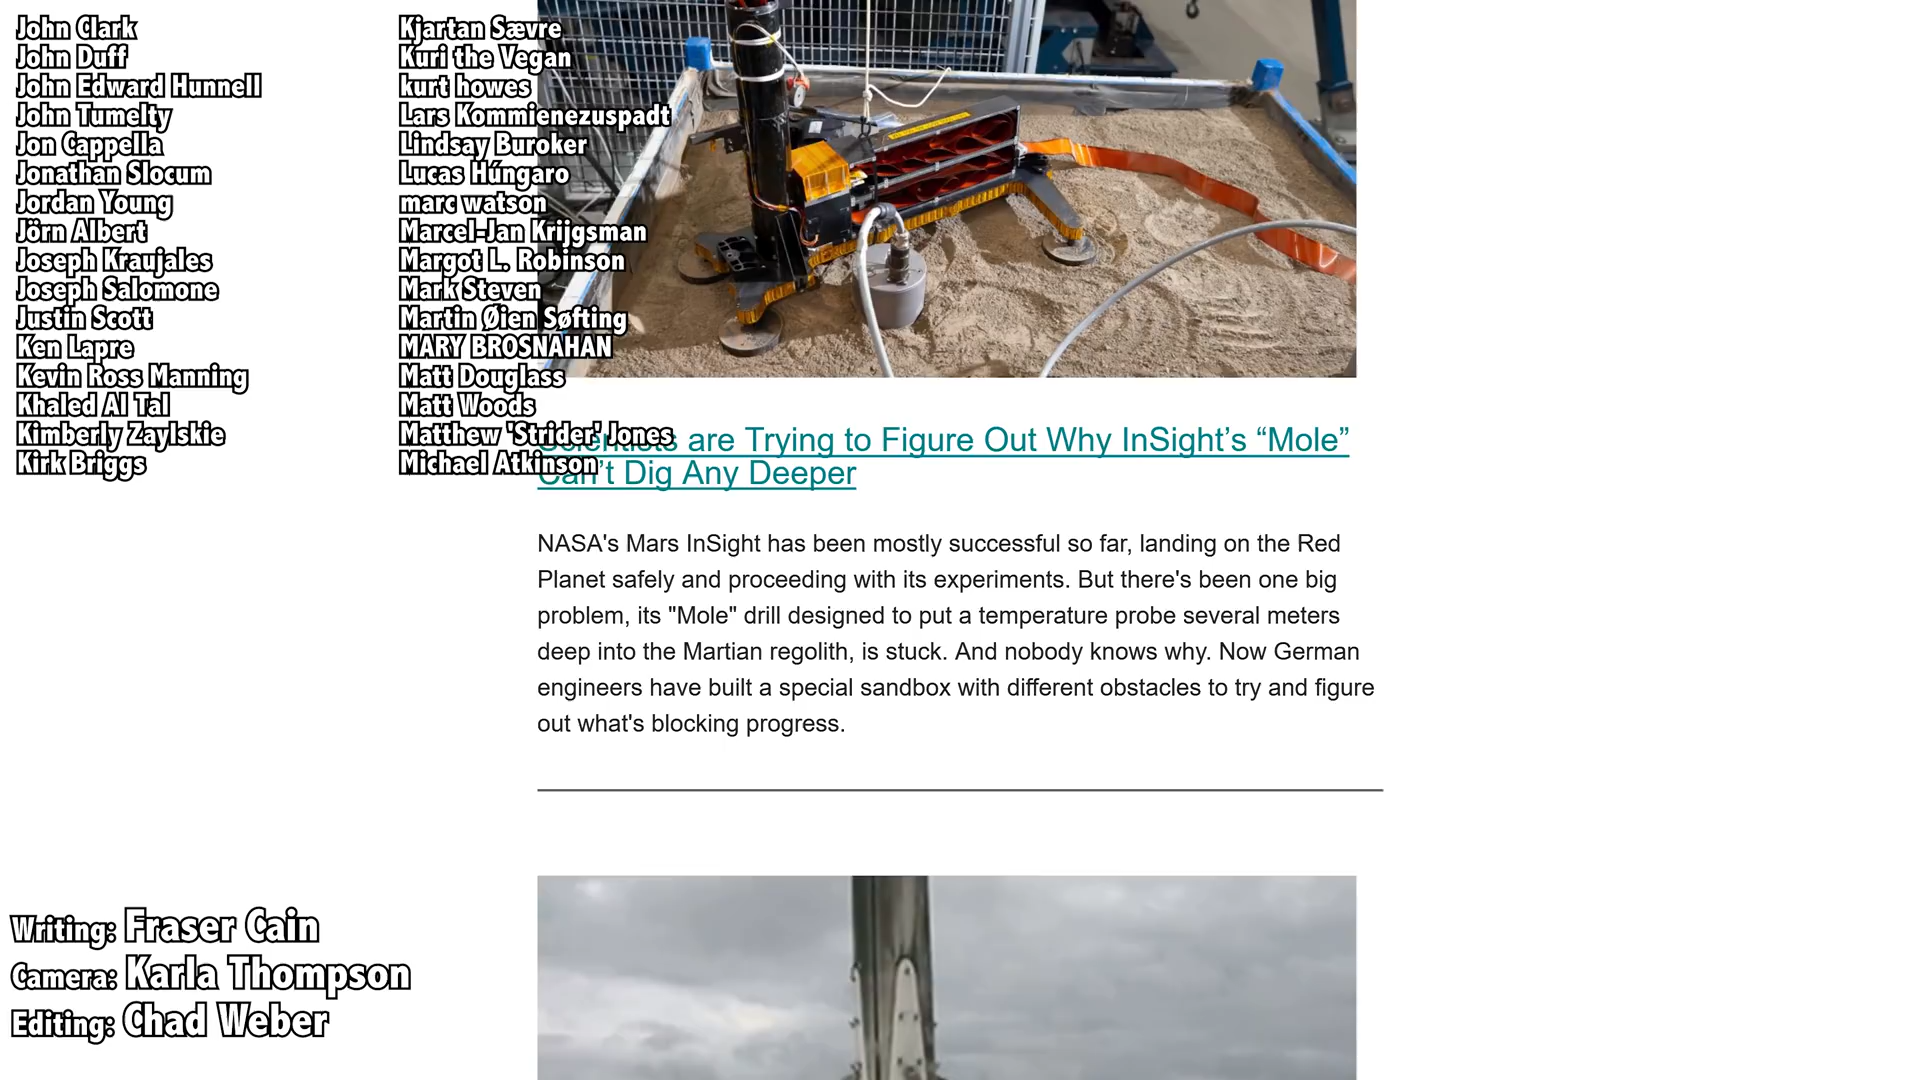 John Clark
John Duff
John Edward Hunnell
John Tumelty
Jon Cappella
Jonathan Slocum
Jordan Young
Jörn Albert
Joseph Kraujales
Joseph Salomone
Justin Scott
Ken Lapre
Kevin Ross Manning
Khaled Al Tal
Kimberly Zaylskie
Kirk Briggs
Kjartan Sævre
Kuri the Vegan
kurt howes
Lars Kommienezuspadt
Lindsay Buroker
Lucas Húngaro
marc watson
Marcel-Jan Krijgsman
Margot L. Robinson
Mark Steven
Martin Øien Søfting
MARY BROSNAHAN
Matt Douglass
Matt Woods
Matthew 'Strider' Jones
Michael Atkinson
Scientists are Trying to Figure Out Why InSight’s “Mole”
Can’t Dig Any Deeper
NASA's Mars InSight has been mostly successful so far, landing on the Red
Planet safely and proceeding with its experiments. But there's been one big
problem, its "Mole" drill designed to put a temperature probe several meters
deep into the Martian regolith, is stuck. And nobody knows why. Now German
engineers have built a special sandbox with different obstacles to try and figure
out what's blocking progress.
Writing: Fraser Cain
Camera: Karla Thompson
Editing: Chad Weber